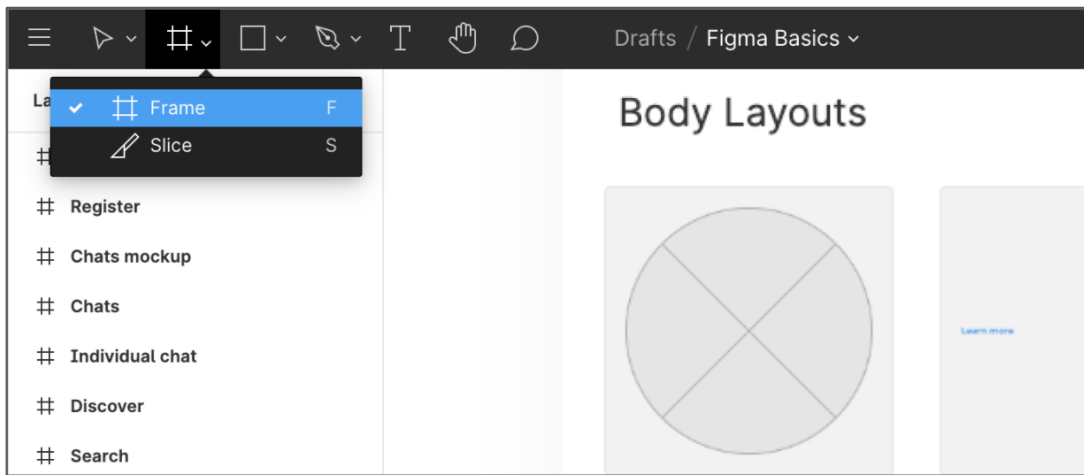 Drafts / Figma Basics
La
Frame F
Slice S
Register
Chats mockup
Chats
Individual chat
Discover
Search
Body Layouts
Learn more